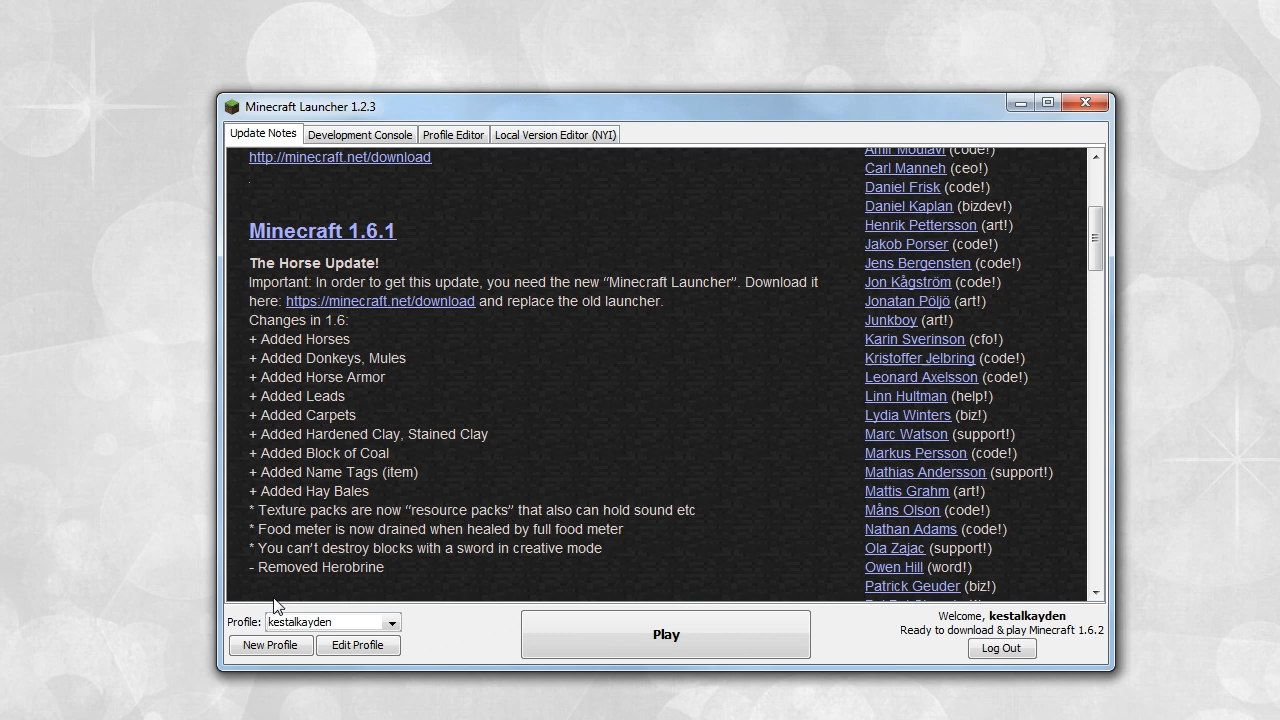 Minecraft Launcher 1.2.3
Update Notes
Development Console
Profile Editor
Local Version Editor (NYI)
http://minecraft.net/download
Minecraft 1.6.1
The Horse Update!
Important: In order to get this update, you need the new “Minecraft Launcher”. Download it
here: https://minecraft.net/download and replace the old launcher.
Changes in 1.6:
+ Added Horses
+ Added Donkeys, Mules
+ Added Horse Armor
+ Added Leads
+ Added Carpets
+ Added Hardened Clay, Stained Clay
+ Added Block of Coal
+ Added Name Tags (item)
+ Added Hay Bales
* Texture packs are now “resource packs” that also can hold sound etc
* Food meter is now drained when healed by full food meter
* You can’t destroy blocks with a sword in creative mode
- Removed Herobrine
Amir Moulavi (code!)
Carl Manneh (ceo!)
Daniel Frisk (code!)
Daniel Kaplan (bizdev!)
Henrik Pettersson (art!)
Jakob Porser (code!)
Jens Bergensten (code!)
Jon Kågström (code!)
Jonatan Pöljö (art!)
Junkboy (art!)
Karin Sverinson (cfo!)
Kristoffer Jelbring (code!)
Leonard Axelsson (code!)
Linn Hultman (help!)
Lydia Winters (biz!)
Marc Watson (support!)
Markus Persson (code!)
Mathias Andersson (support!)
Mattis Grahm (art!)
Måns Olson (code!)
Nathan Adams (code!)
Ola Zajac (support!)
Owen Hill (word!)
Patrick Geuder (biz!)
Profile: kestalkayden
New Profile
Edit Profile
Play
Welcome, kestalkayden
Ready to download & play Minecraft 1.6.2
Log Out